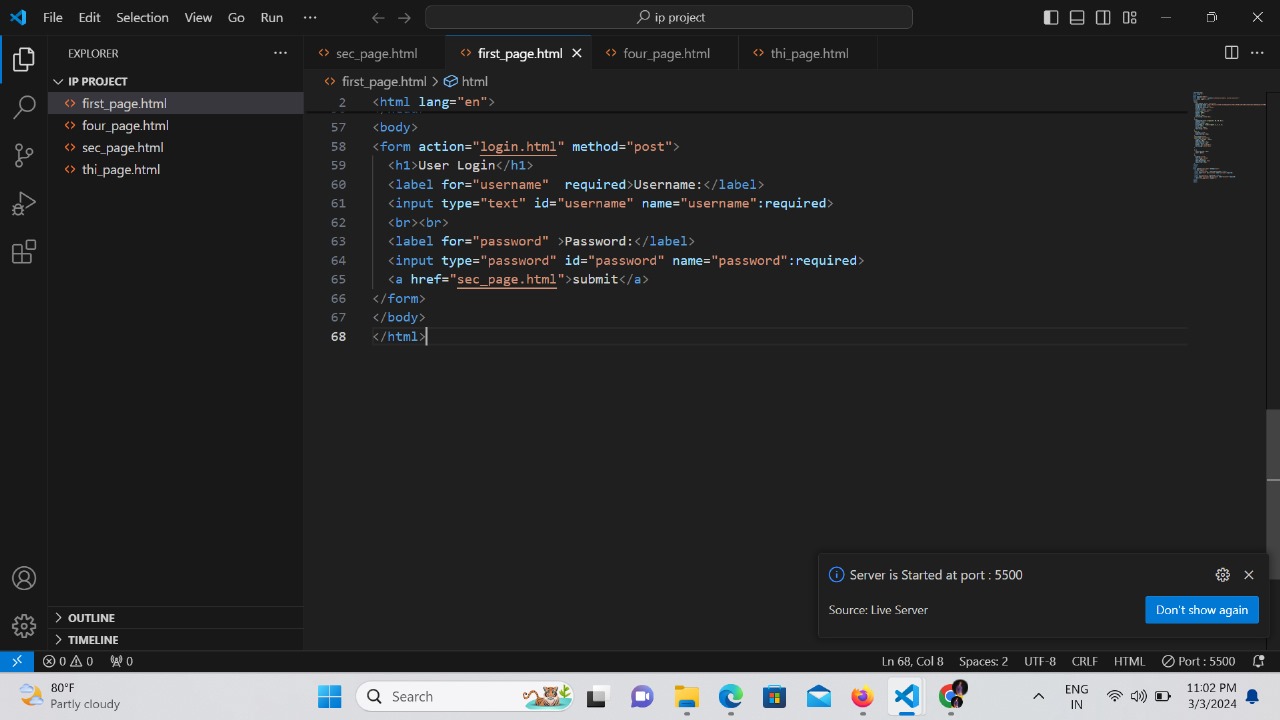 File Edit Selection View Go Run ··· ip project
EXPLORER ···
IP PROJECT
first_page.html
four_page.html
sec_page.html
thi_page.html
OUTLINE
TIMELINE
sec_page.html first_page.html four_page.html thi_page.html
first_page.html > html
2 <html lang="en">
57 <body>
58 <form action="login.html" method="post">
59 <h1>User Login</h1>
60 <label for="username"  required>Username:</label>
61 <input type="text" id="username" name="username":required>
62 <br><br>
63 <label for="password" >Password:</label>
64 <input type="password" id="password" name="password":required>
65 <a href="sec_page.html">submit</a>
66 </form>
67 </body>
68 </html>
Server is Started at port : 5500
Source: Live Server Don't show again
0 0 0 Ln 68, Col 8 Spaces: 2 UTF-8 CRLF HTML Port : 5500
80°F
Partly cloudy
Search
ENG
IN
11:02 PM
3/3/2024